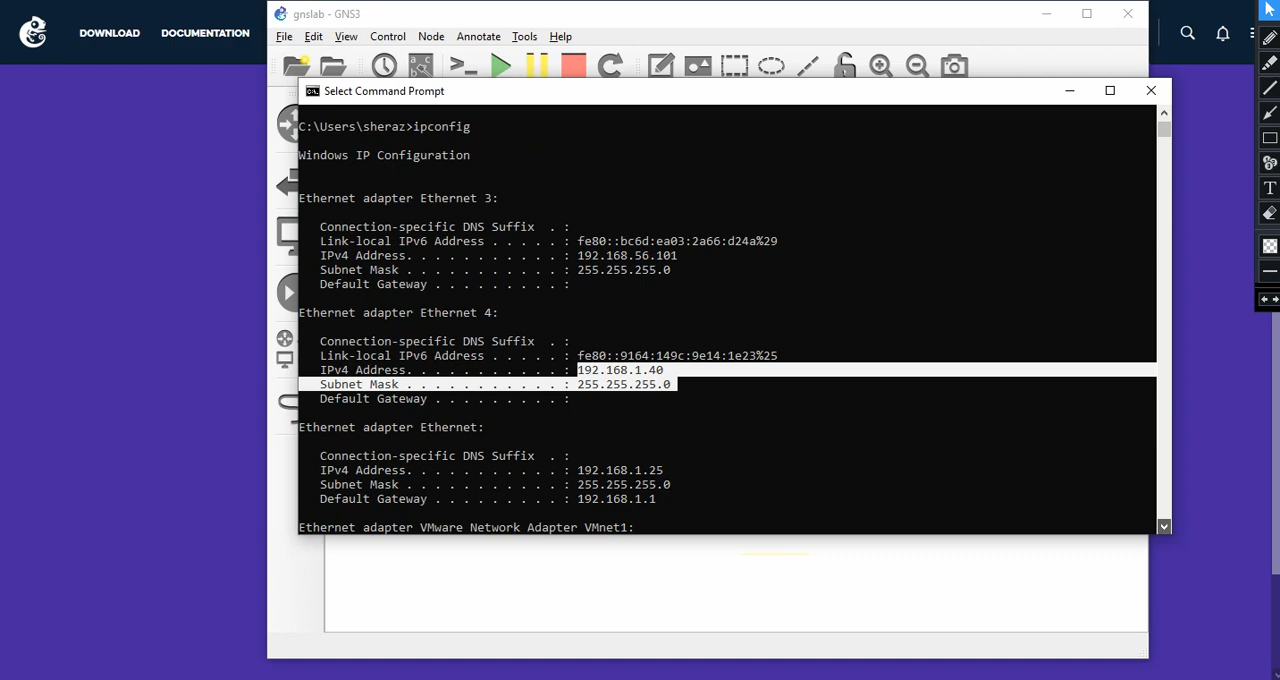 gnslab - GNS3
DOWNLOAD DOCUMENTATION
File Edit View Control Node Annotate Tools Help
Select Command Prompt
C:\Users\sheraz>ipconfig
Windows IP Configuration
Ethernet adapter Ethernet 3:
Connection-specific DNS Suffix . :
Link-local IPv6 Address . . . . . : fe80::bc6d:ea03:2a66:d24a%29
IPv4 Address. . . . . . . . . . . : 192.168.56.101
Subnet Mask . . . . . . . . . . . : 255.255.255.0
Default Gateway . . . . . . . . . :
Ethernet adapter Ethernet 4:
Connection-specific DNS Suffix . :
Link-local IPv6 Address . . . . . : fe80::9164:149c:9e14:1e23%25
IPv4 Address. . . . . . . . . . . : 192.168.1.40
Subnet Mask . . . . . . . . . . . : 255.255.255.0
Default Gateway . . . . . . . . . :
Ethernet adapter Ethernet:
Connection-specific DNS Suffix . :
IPv4 Address. . . . . . . . . . . : 192.168.1.25
Subnet Mask . . . . . . . . . . . : 255.255.255.0
Default Gateway . . . . . . . . . : 192.168.1.1
Ethernet adapter VMware Network Adapter VMnet1: